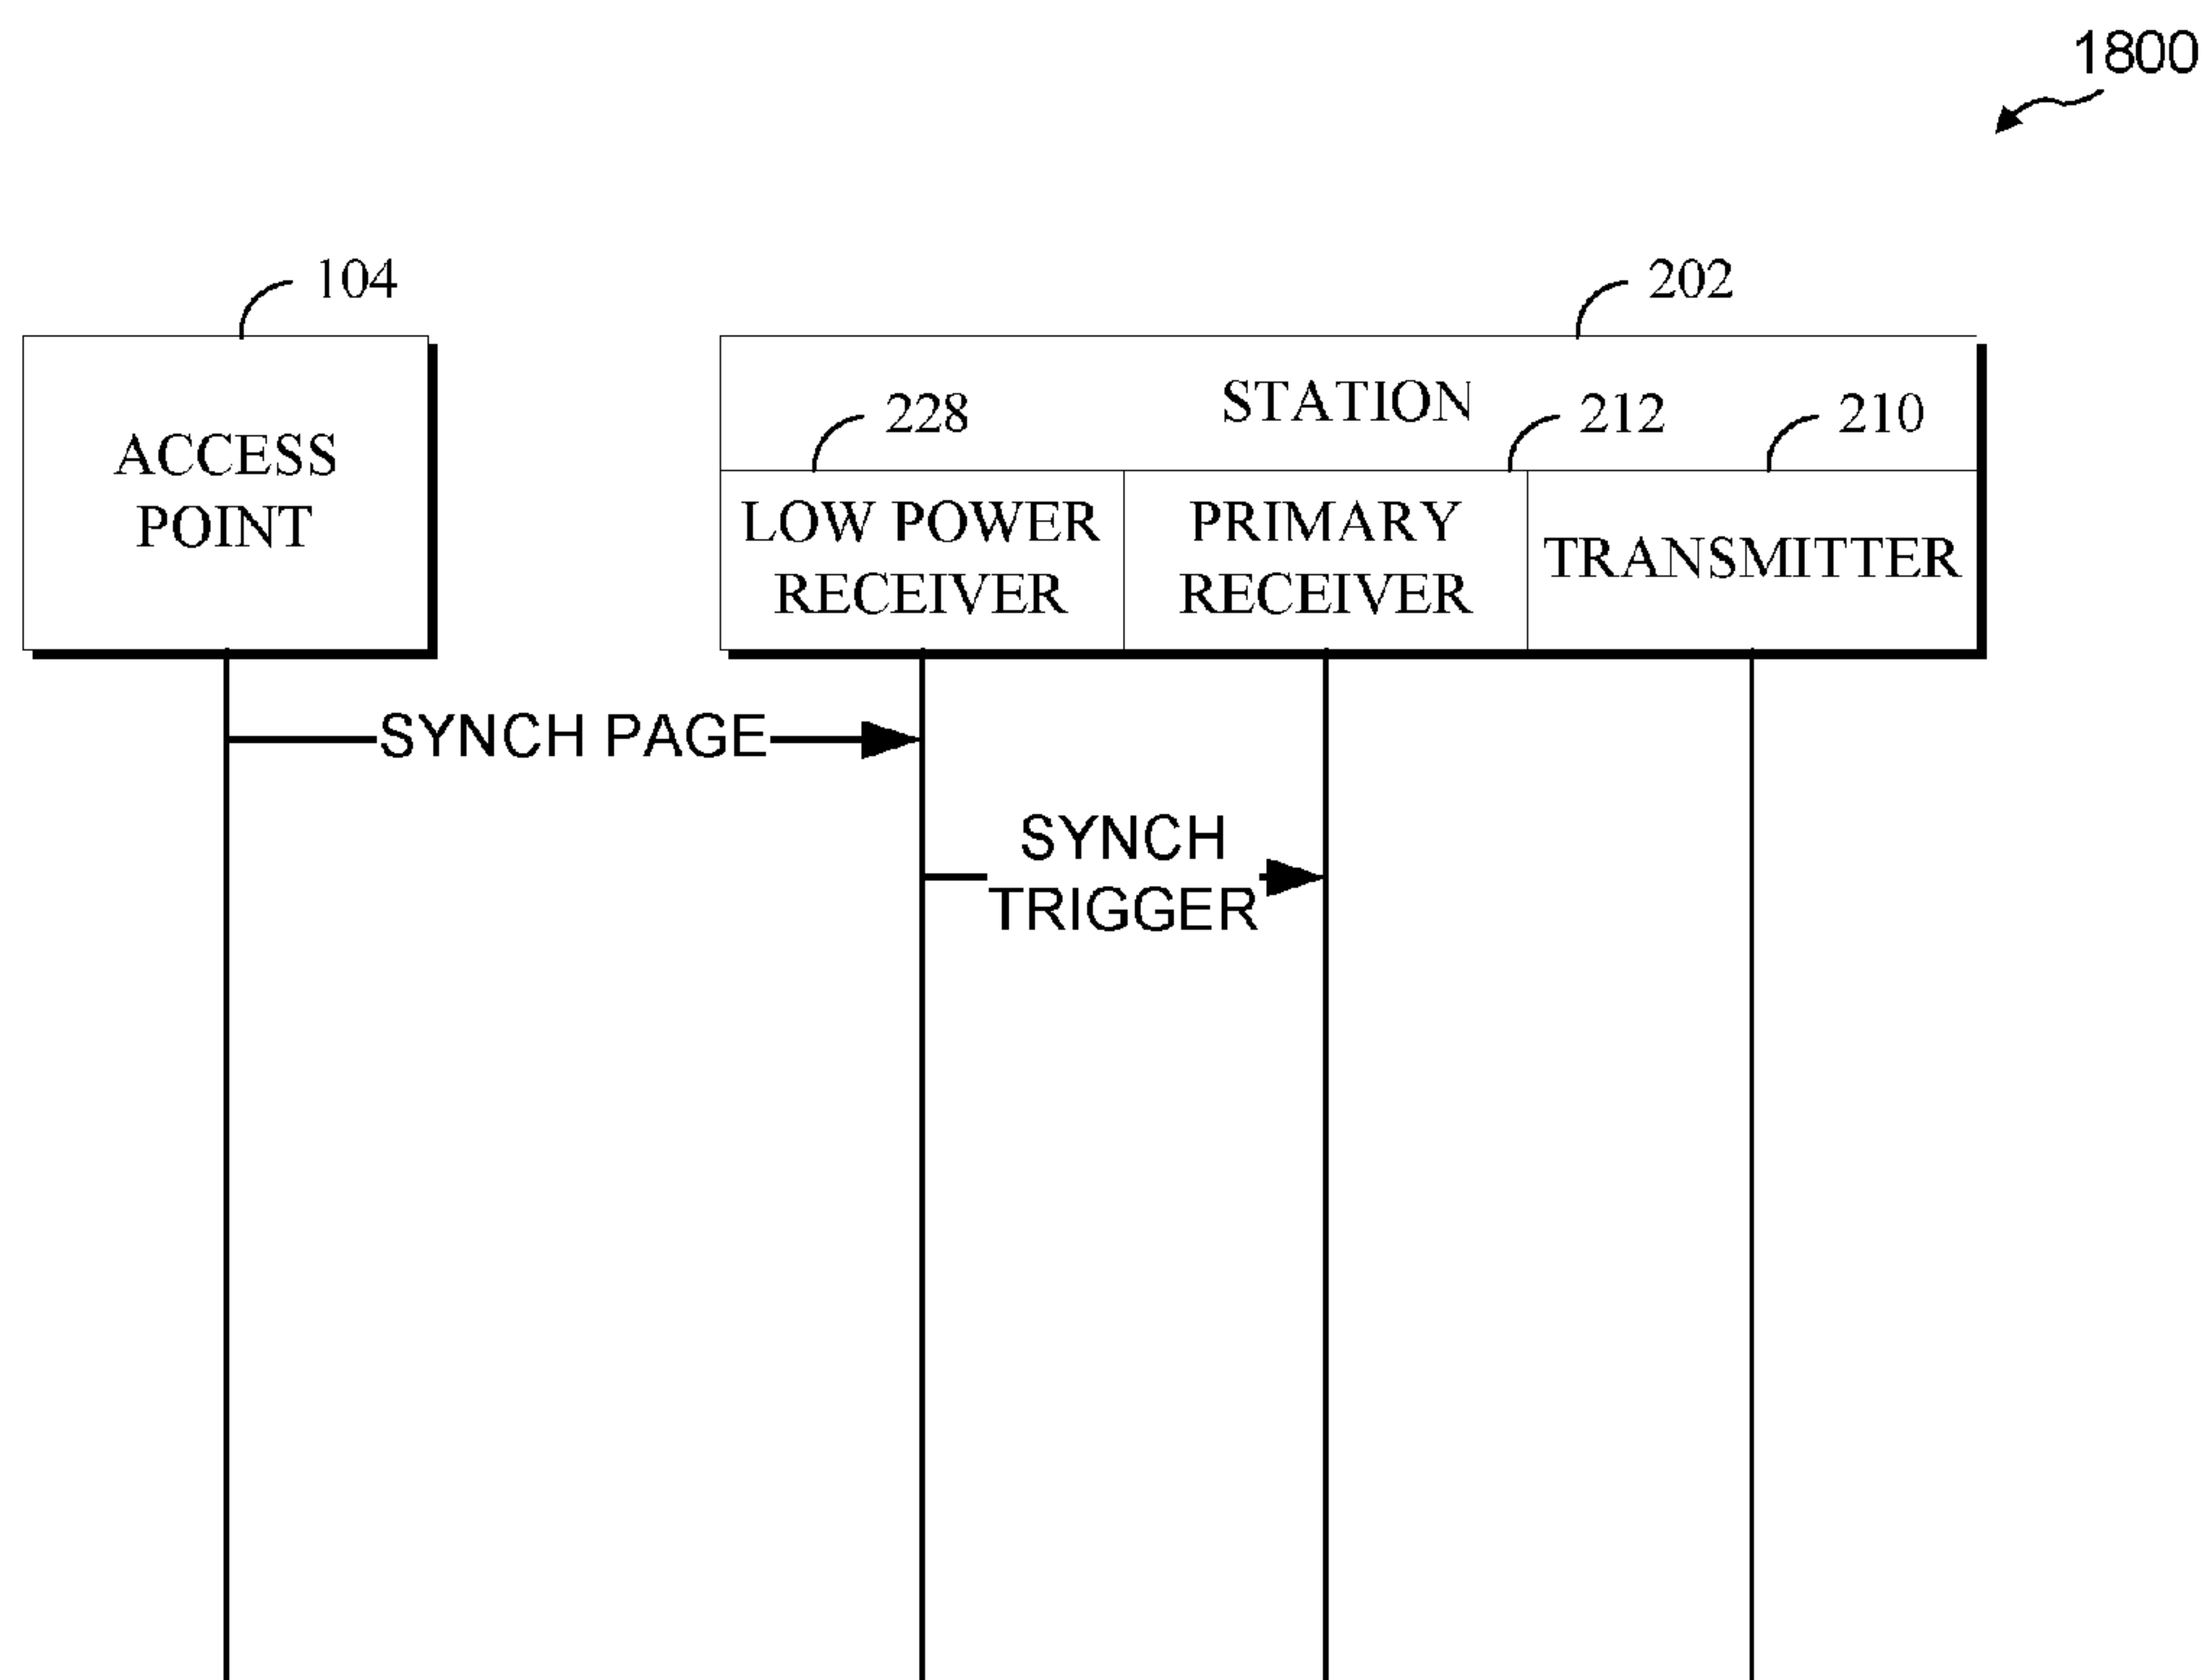 1800
104
202
ACCESS
POINT
STATION
228
212
210
LOW POWER
RECEIVER
PRIMARY
RECEIVER
TRANSMITTER
SYNCH PAGE
SYNCH
TRIGGER